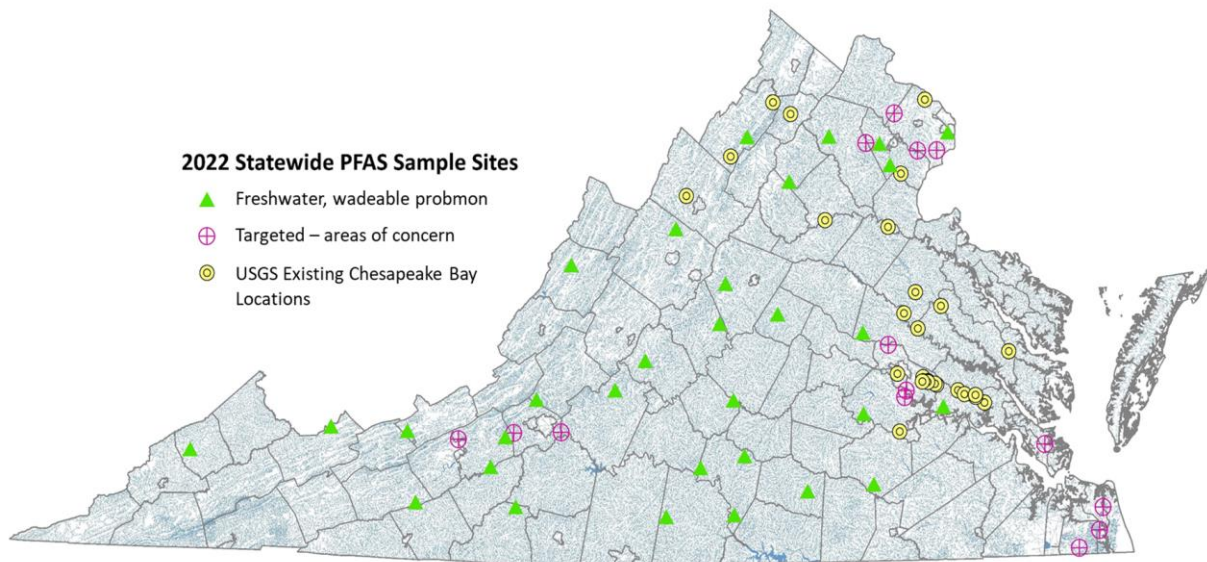 2022 Statewide PFAS Sample Sites
Freshwater, wadeable probmon
Targeted – areas of concern
USGS Existing Chesapeake Bay
Locations